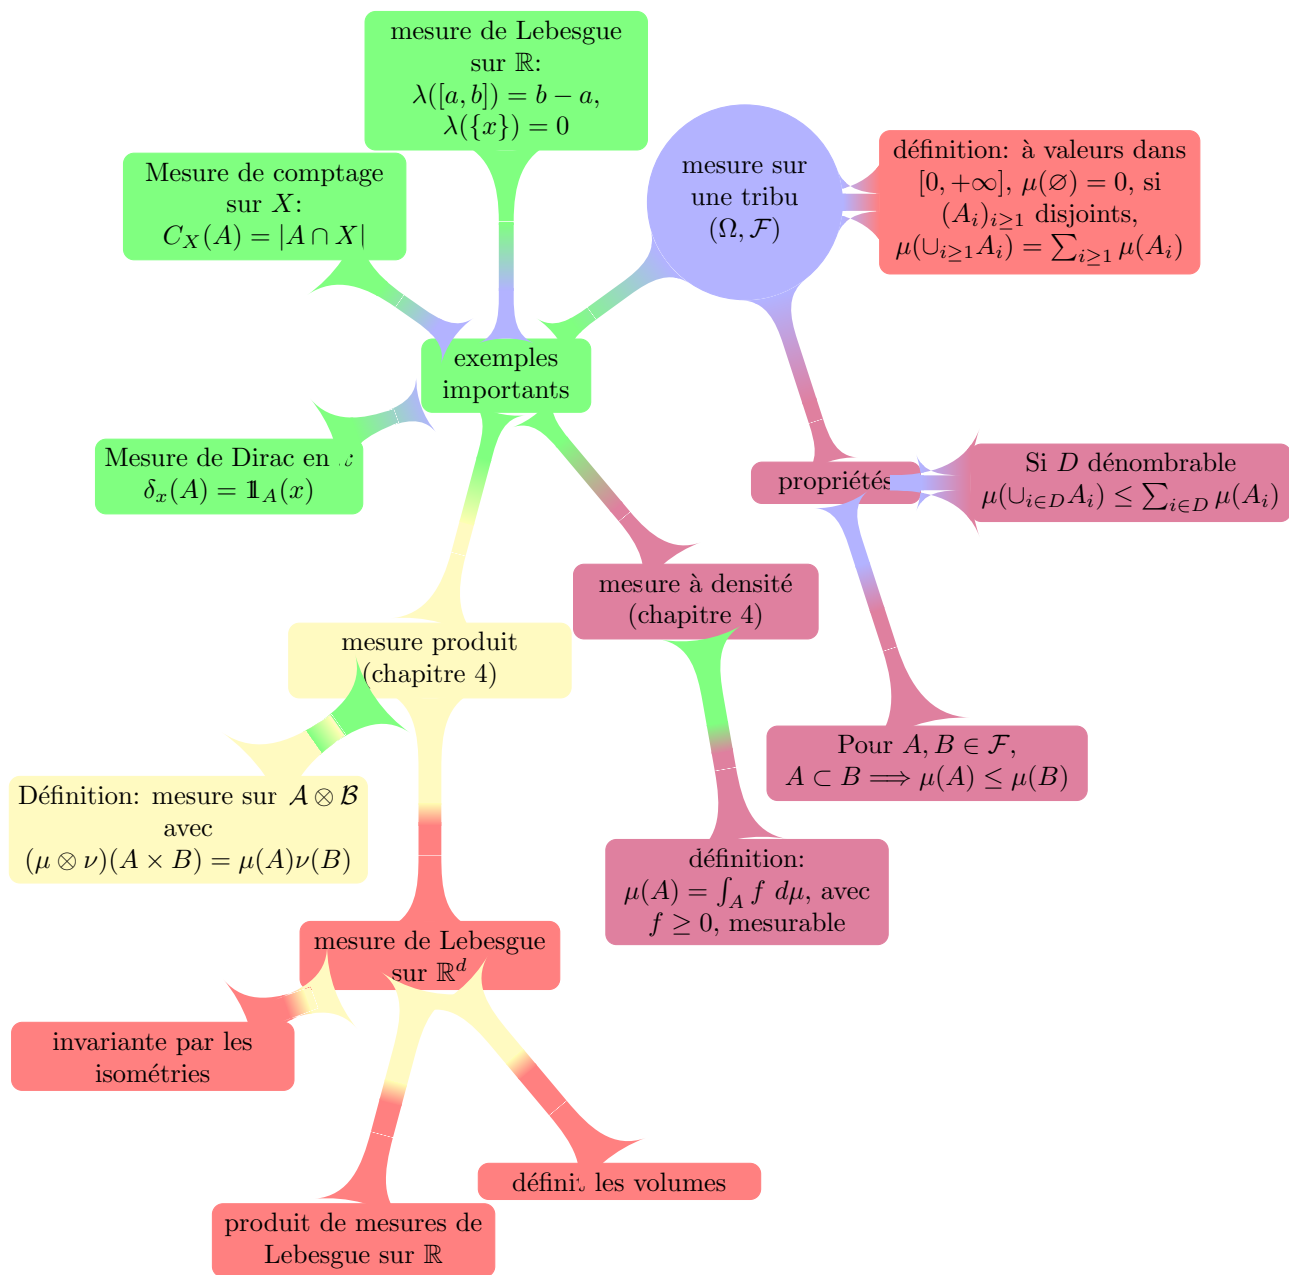 mesure de Lebesgue
sur ℝ:
λ([a, b]) = b − a,
λ({x}) = 0
mesure sur
une tribu
(Ω, ℱ)
définition: à valeurs dans
[0, +∞], μ(∅) = 0, si
(A_i)_{i≥1} disjoints,
μ(∪_{i≥1}A_i) = ∑_{i≥1} μ(A_i)
Mesure de comptage
sur X:
C_X(A) = |A ∩ X|
exemples
importants
Mesure de Dirac en
δ_x(A) = 𝟙_A(x)
propriétés
Si D dénombrable
μ(∪_{i∈D}A_i) ≤ ∑_{i∈D} μ(A_i)
mesure à densité
(chapitre 4)
mesure produit
(chapitre 4)
Pour A, B ∈ ℱ,
A ⊂ B ⟹ μ(A) ≤ μ(B)
Définition: mesure sur 𝒜 ⊗ ℬ
avec
(μ ⊗ ν)(A × B) = μ(A)ν(B)
définition:
μ(A) = ∫_A f dμ, avec
f ≥ 0, mesurable
mesure de Lebesgue
sur ℝ^d
invariante par les
isométries
définit les volumes
produit de mesures de
Lebesgue sur ℝ